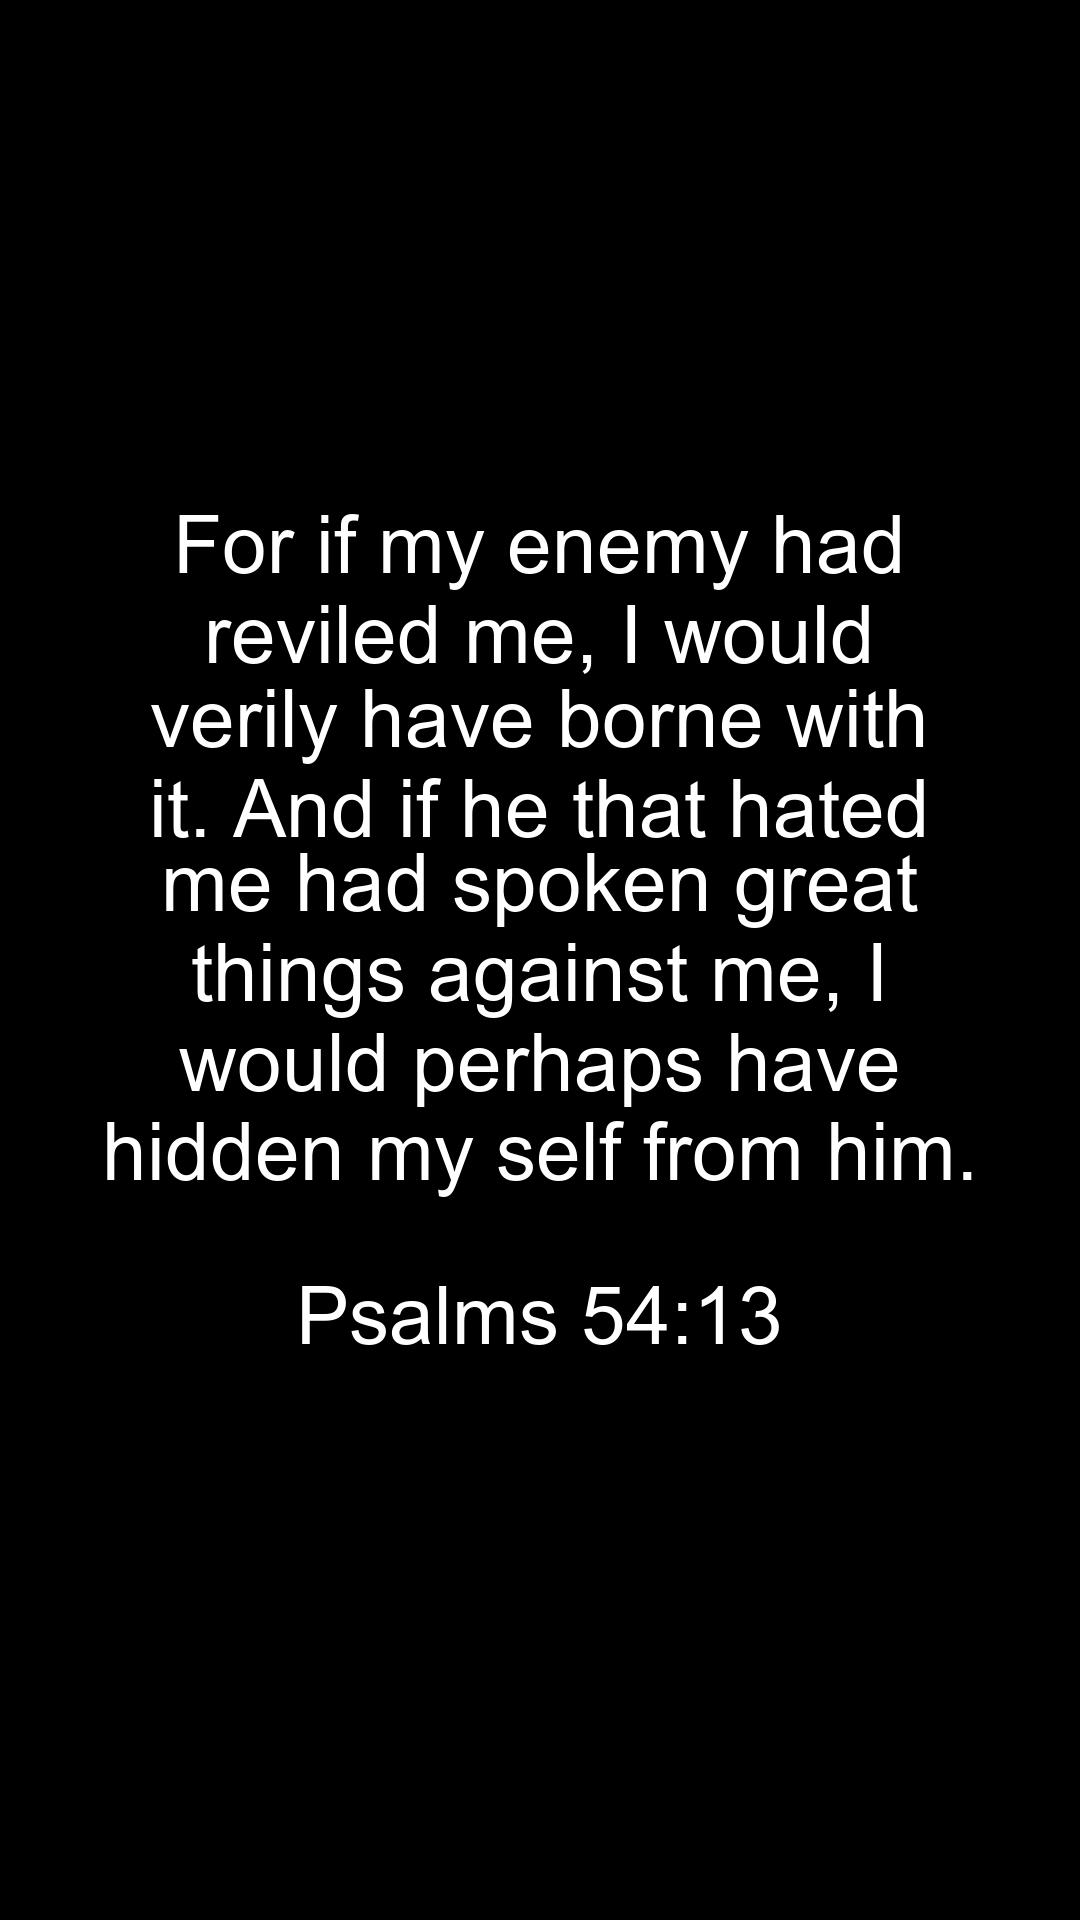 For if my enemy had
reviled me, I would
verily have borne with
it. And if he that hated
me had spoken great
things against me, I
would perhaps have
hidden my self from him.
Psalms 54:13